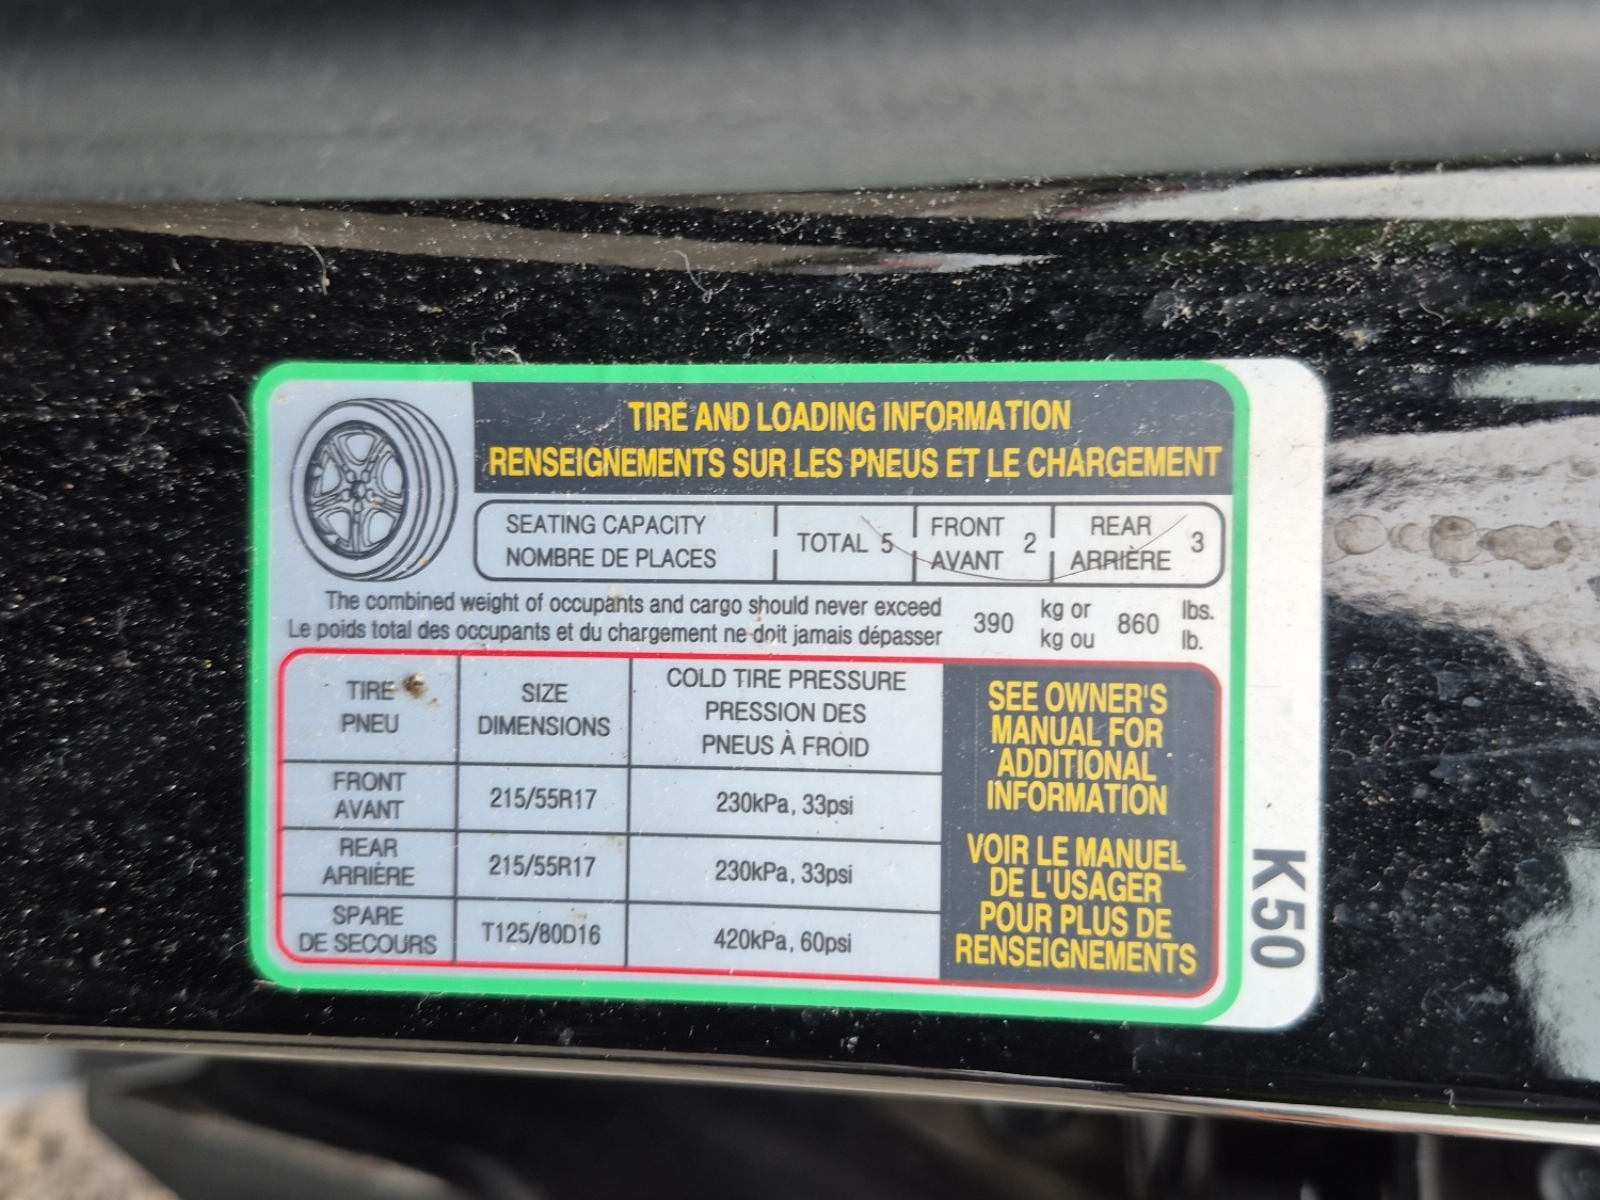 TIRE AND LOADING INFORMATION
RENSEIGNEMENTS SUR LES PNEUS ET LE CHARGEMENT
SEATING CAPACITY
NOMBRE DE PLACES
TOTAL 5
FRONT
AVANT
2
REAR
ARRIÈRE
3
The combined weight of occupants and cargo should never exceed
Le poids total des occupants et du chargement ne doit jamais dépasser
390
kg or
kg ou
860
lbs.
lb.
TIRE
PNEU
SIZE
DIMENSIONS
COLD TIRE PRESSURE
PRESSION DES
PNEUS À FROID
FRONT
AVANT
215/55R17
230kPa, 33psi
REAR
ARRIÈRE
215/55R17
230kPa, 33psi
SPARE
DE SECOURS
T125/80D16
420kPa, 60psi
SEE OWNER'S
MANUAL FOR
ADDITIONAL
INFORMATION
VOIR LE MANUEL
DE L'USAGER
POUR PLUS DE
RENSEIGNEMENTS
K50